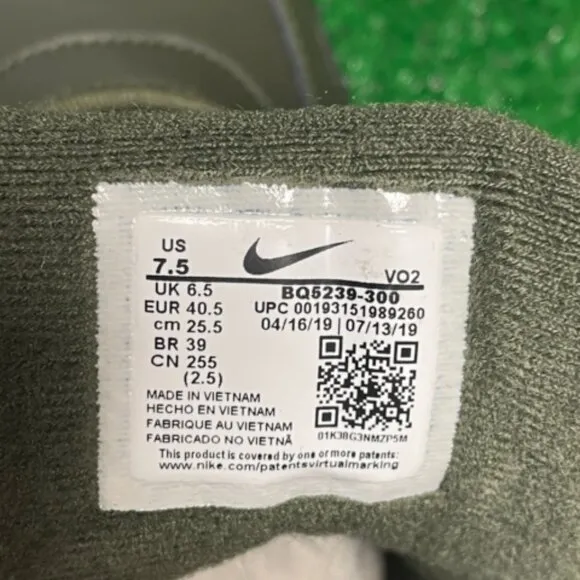 US
7.5
VO2
UK 6.5
EUR 40.5
cm 25.5
BR 39
CN 255
(2.5)
BQ5239-300
UPC 00193151989260
04/16/19 | 07/13/19
01K38G3NMZP5M
MADE IN VIETNAM
HECHO EN VIETNAM
FABRIQUE AU VIETNAM
FABRICADO NO VIETNÃ
This product is covered by one or more patents:
www.nike.com/patentsvirtualmarking